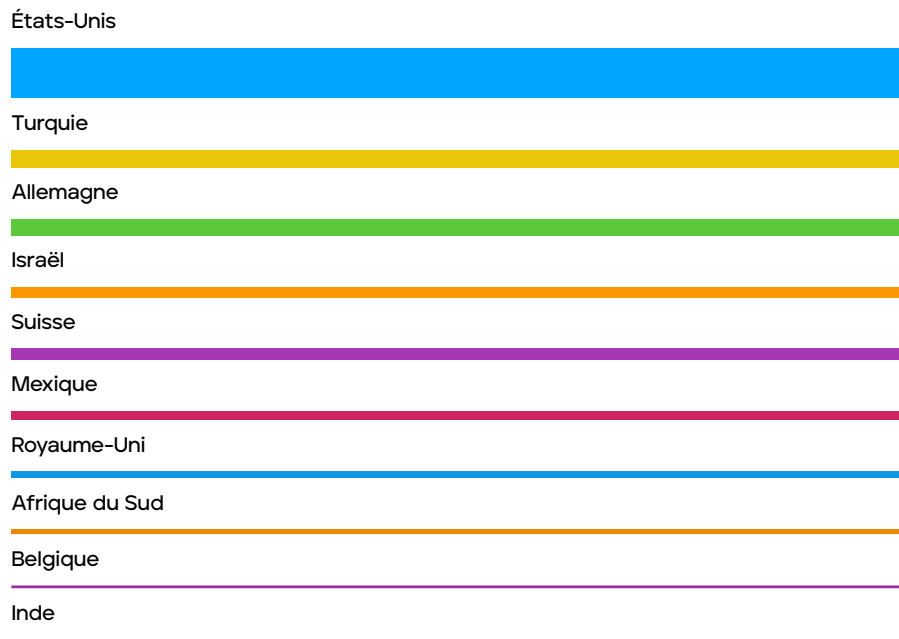 États-Unis
Turquie
Allemagne
Israël
Suisse
Mexique
Royaume-Uni
Afrique du Sud
Belgique
Inde